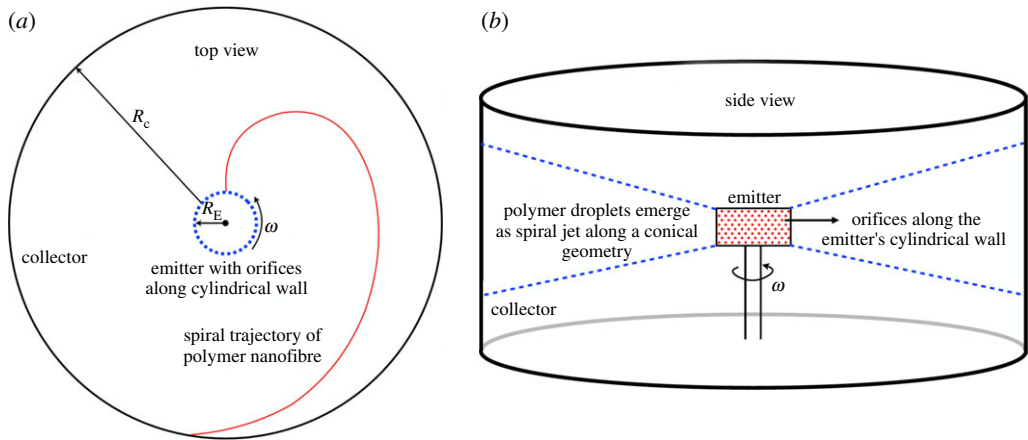 (a)
top view
Rc
RE
ω
collector
emitter with orifices
along cylindrical wall
spiral trajectory of
polymer nanofibre
(b)
side view
emitter
polymer droplets emerge
as spiral jet along a conical
geometry
orifices along the
emitter's cylindrical wall
ω
collector